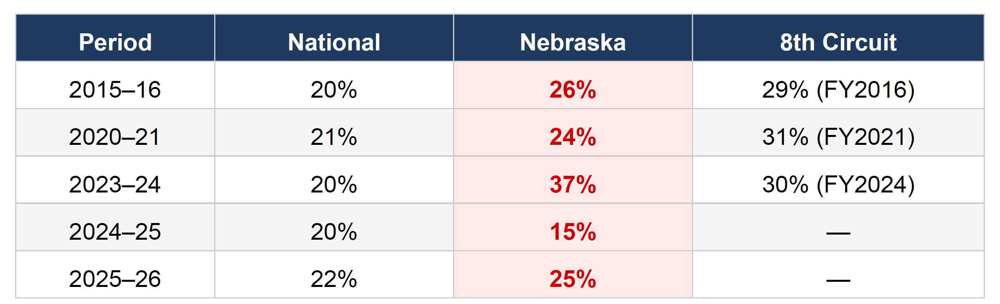 Period National Nebraska 8th Circuit
2015–16 20% 26% 29% (FY2016)
2020–21 21% 24% 31% (FY2021)
2023–24 20% 37% 30% (FY2024)
2024–25 20% 15% —
2025–26 22% 25% —